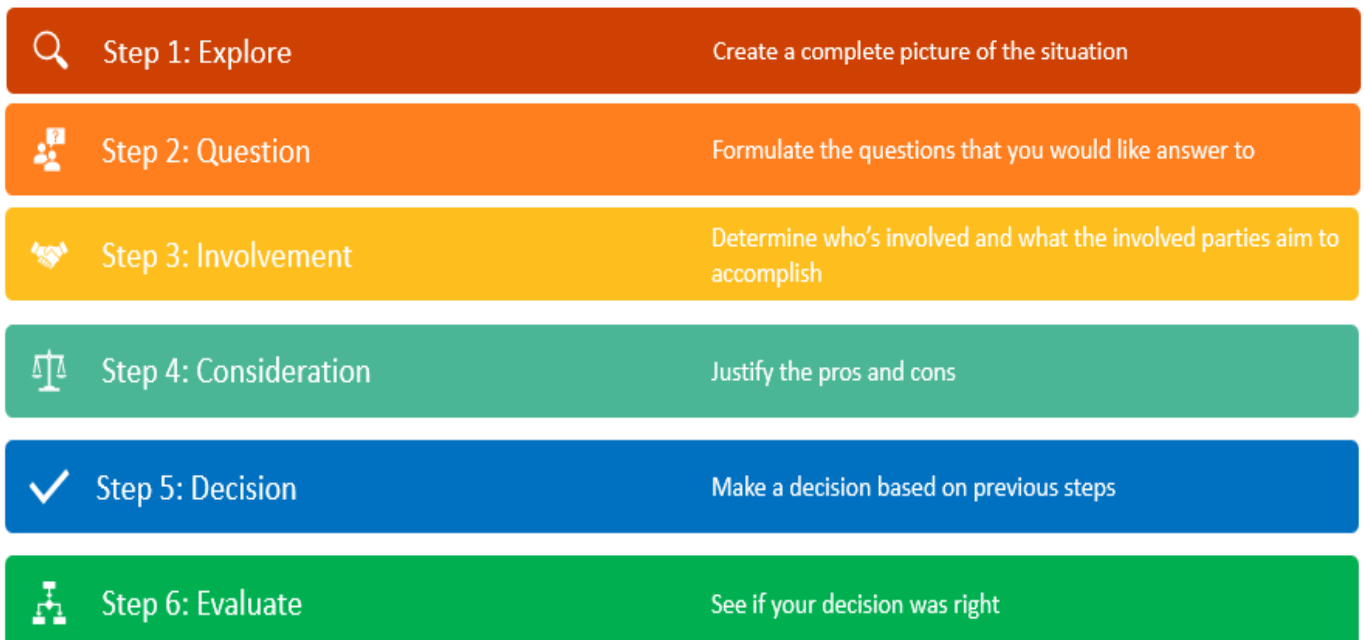 Step 1: Explore
Create a complete picture of the situation
?
Step 2: Question
Formulate the questions that you would like answer to
Step 3: Involvement
Determine who's involved and what the involved parties aim to
accomplish
Step 4: Consideration
Justify the pros and cons
Step 5: Decision
Make a decision based on previous steps
Step 6: Evaluate
See if your decision was right